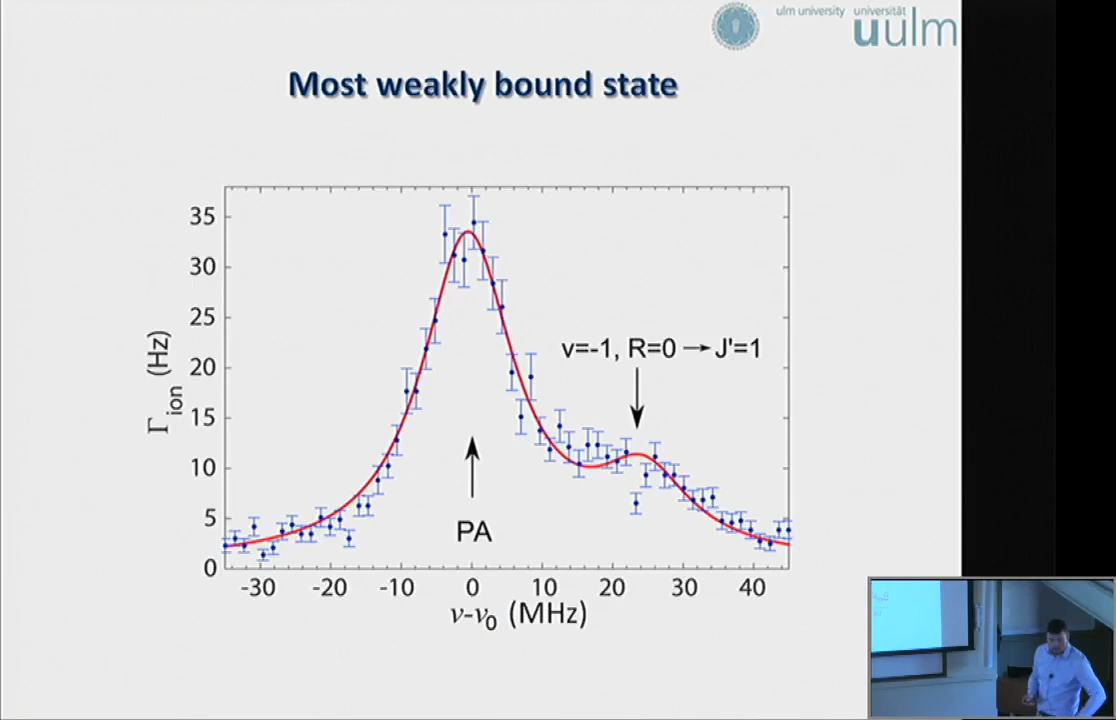 ulm university universität
uulm
Most weakly bound state
35
30
25
20
15
10
5
0
Γion (Hz)
v=-1, R=0 → J'=1
PA
-30 -20 -10 0 10 20 30 40
ν-ν0 (MHz)